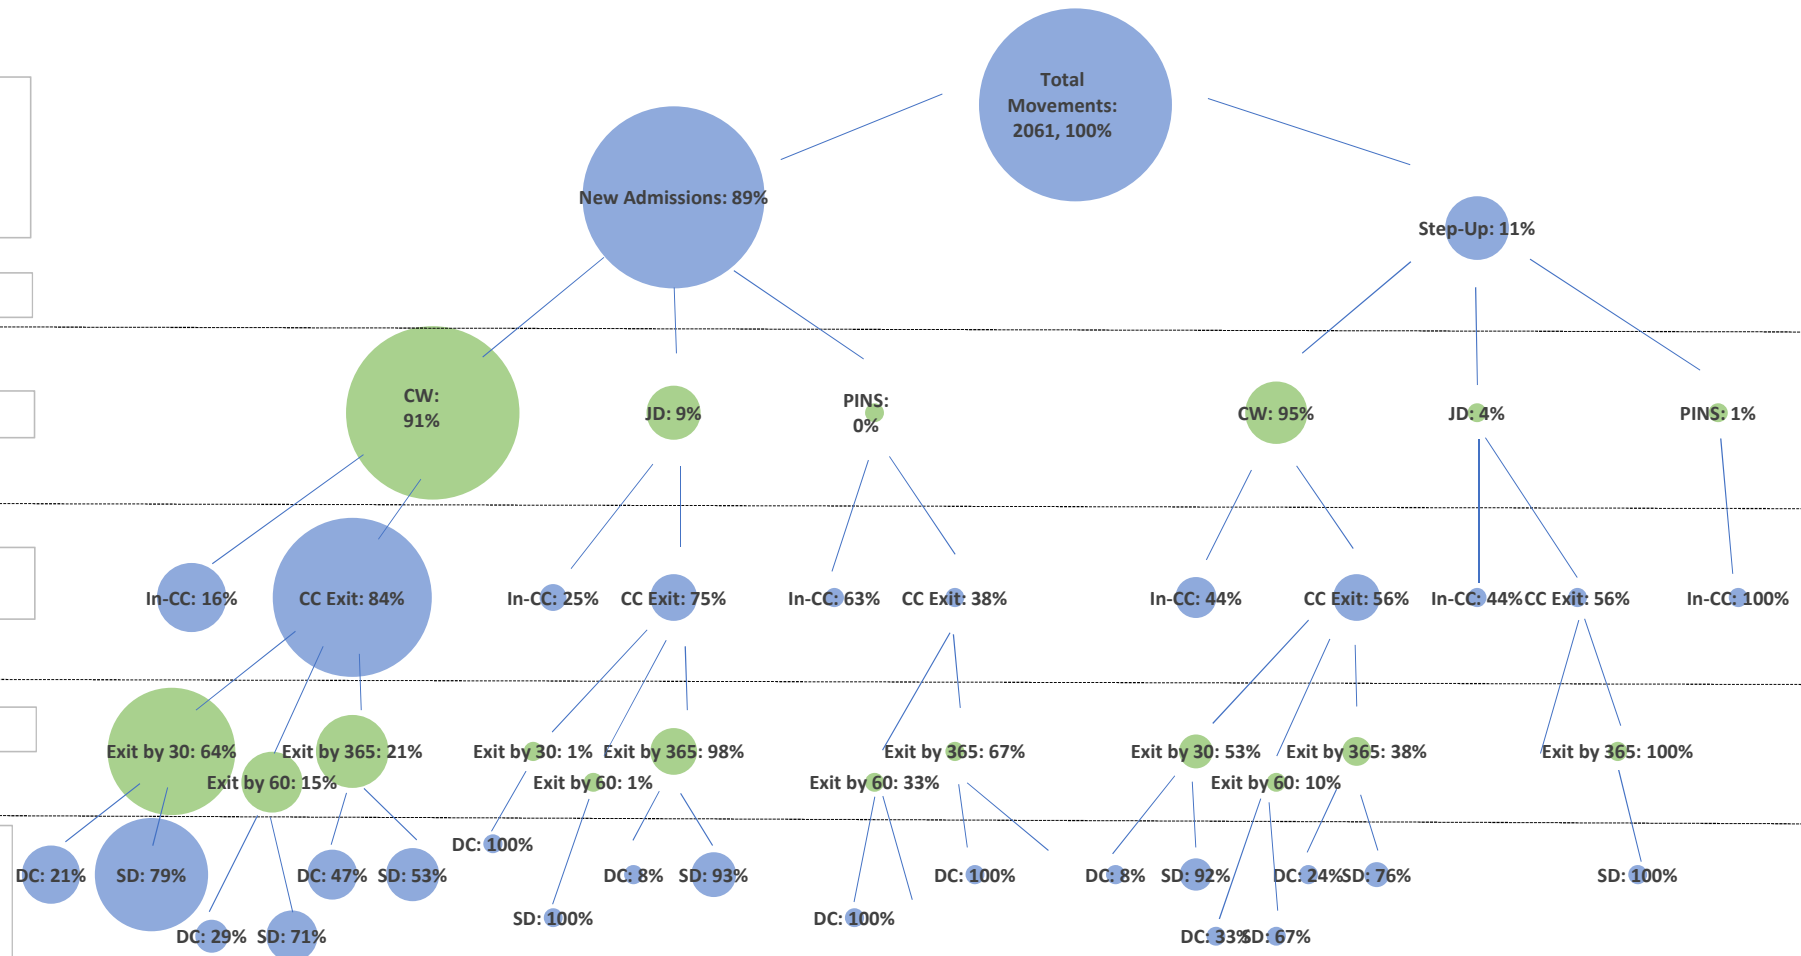 Total
Movements:
2061, 100%
New Admissions: 89%
Step-Up: 11%
CW:
91%
JD: 9%
PINS:
0%
CW: 95%
JD: 4%
PINS: 1%
In-CC: 16%
CC Exit: 84%
In-CC: 25%
CC Exit: 75%
In-CC: 63%
CC Exit: 38%
In-CC: 44%
CC Exit: 56%
In-CC: 44%
CC Exit: 56%
In-CC: 100%
Exit by 30: 64%
Exit by 60: 15%
Exit by 365: 21%
Exit by 30: 1%
Exit by 60: 1%
Exit by 365: 98%
Exit by 60: 33%
Exit by 365: 67%
Exit by 30: 53%
Exit by 60: 10%
Exit by 365: 38%
Exit by 365: 100%
DC: 21%
SD: 79%
DC: 29%
SD: 71%
DC: 47%
SD: 53%
DC: 100%
SD: 100%
DC: 8%
SD: 93%
DC: 100%
DC: 100%
DC: 8%
SD: 92%
DC: 33%
SD: 67%
DC: 24%
SD: 76%
SD: 100%